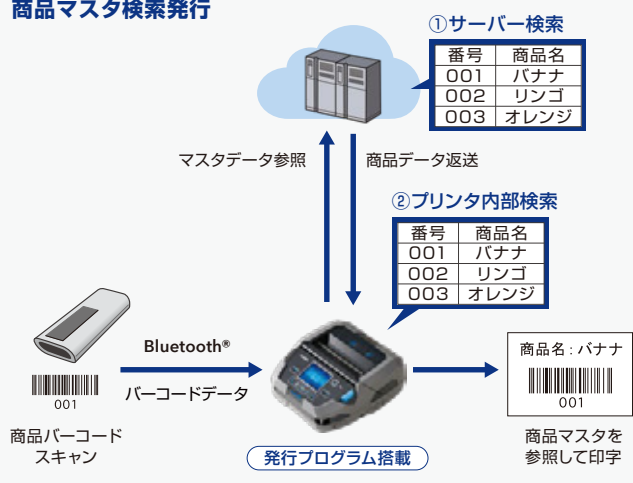 商品マスタ検索発行
①サーバー検索
番号 商品名
001 バナナ
002 リンゴ
003 オレンジ
マスタデータ参照
商品データ返送
②プリンタ内部検索
番号 商品名
001 バナナ
002 リンゴ
003 オレンジ
Bluetooth®
バーコードデータ
001
商品バーコード
スキャン
発行プログラム搭載
商品名:バナナ
001
商品マスタを
参照して印字